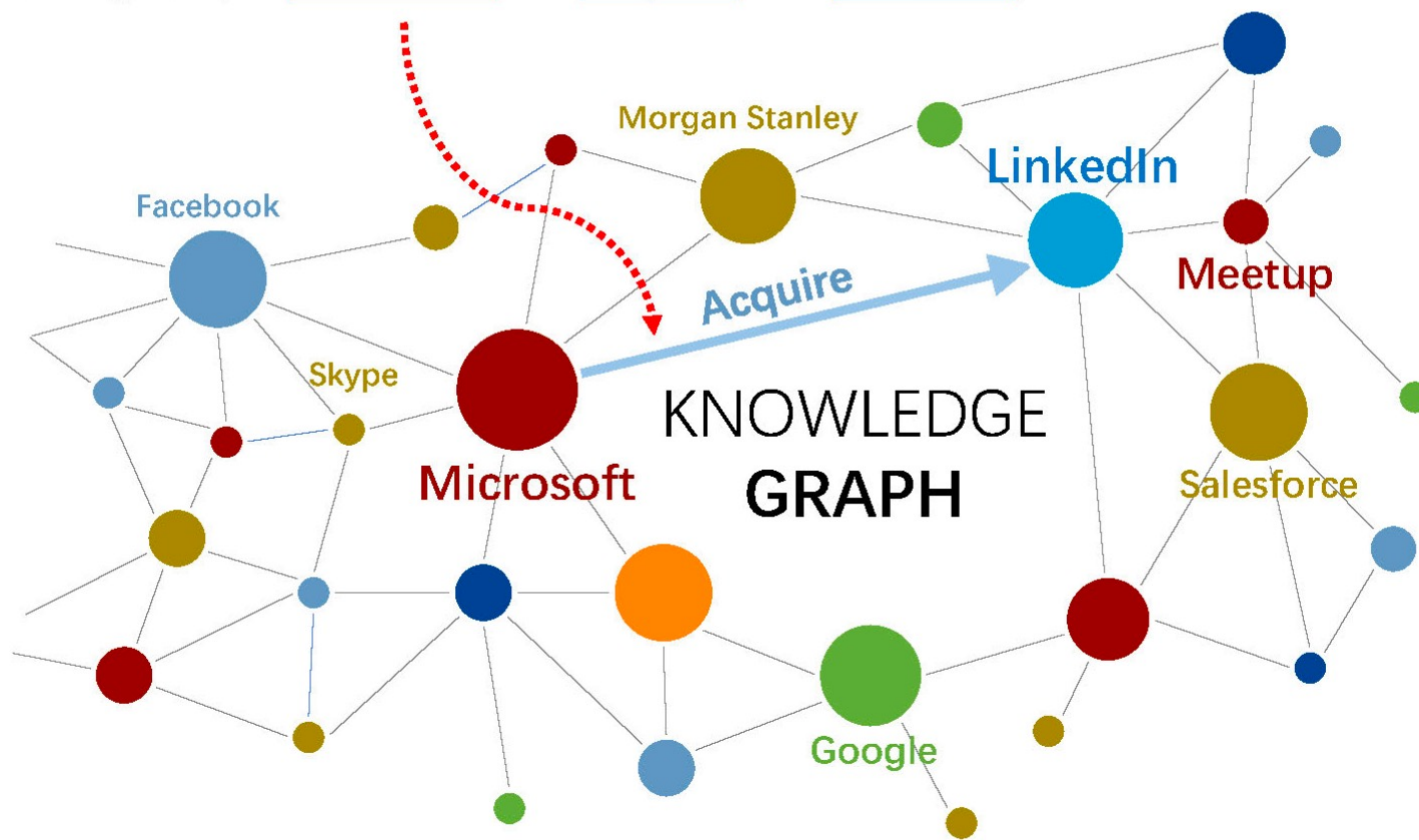 Morgan Stanley
LinkedIn
Facebook
Meetup
Acquire
Skype
KNOWLEDGE
GRAPH
Microsoft
Salesforce
Google